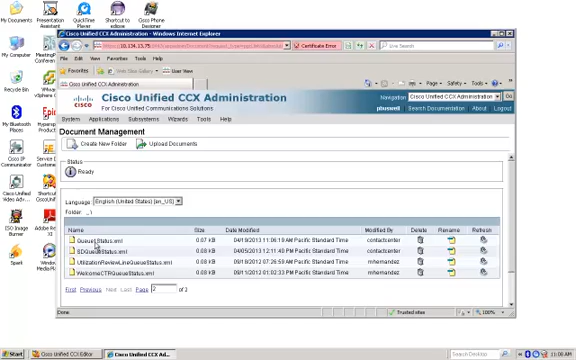 My Documents
Presentation Assistant
QuickTime Player
Shortcut to
Cisco Phone Designer
My Computer
Recycle Bin
My Bluetooth Places
Cisco IP Communicator
Cisco Unified Video Adv...
ISO Image Burner
Adobe R
Spark
Windows Media Pl
Cisco Unified CCX Administration - Windows Internet Explorer
Certificate Error
Live Search
File Edit View Favorites Tools Help
Favorites
Web Slice Gallery
User View
Cisco Unified CCX Administration
Page Safety Tools
cisco
Cisco Unified CCX Administration
For Cisco Unified Communications Solutions
Navigation Cisco Unified CCX Administration Go
Search Documentation About Logout
System Applications Subsystems Wizards Tools Help
Document Management
Create New Folder Upload Documents
Status
Ready
Language: English (United States) (en_US)
Folder: \
Name Size Date Modified Modified By Delete Rename Refresh
Queue1Status.xml 0.07 KB 04/19/2013 11:06:19 AM Pacific Standard Time contactcenter
SDQueueStatus.xml 0.08 KB 04/05/2013 12:11:40 PM Pacific Standard Time contactcenter
UtilizationReviewLineQueueStatus.xml 0.08 KB 09/18/2012 07:26:59 AM Pacific Standard Time mhernandez
WelcomeCTRQueueStatus.xml 0.08 KB 09/11/2012 01:02:33 PM Pacific Standard Time mhernandez
First Previous Next Last Page 2 of 2
Done
Trusted sites
100%
Start
Cisco Unified CCX Editor
Cisco Unified CCX Ad...
11:08 AM